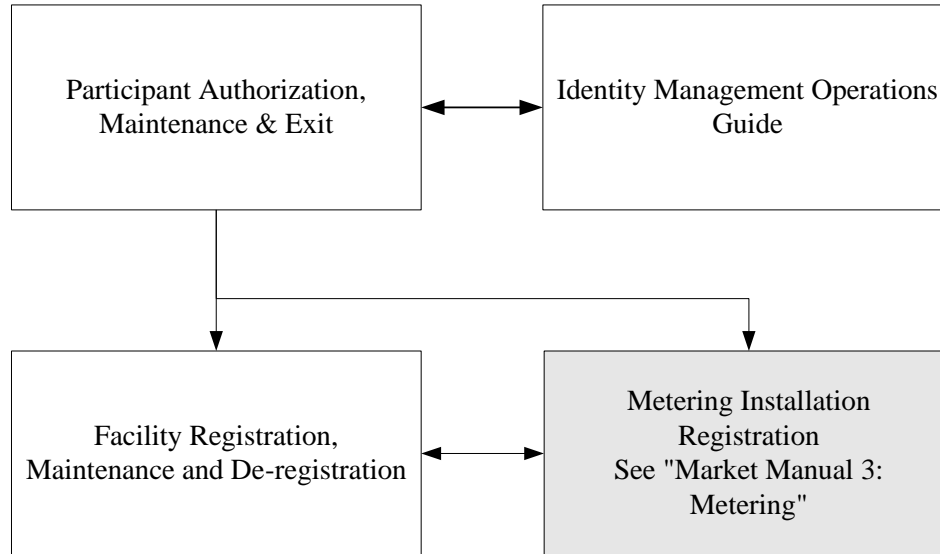 Participant Authorization,
Maintenance & Exit
Identity Management Operations
Guide
Facility Registration,
Maintenance and De-registration
Metering Installation
Registration
See "Market Manual 3:
Metering"